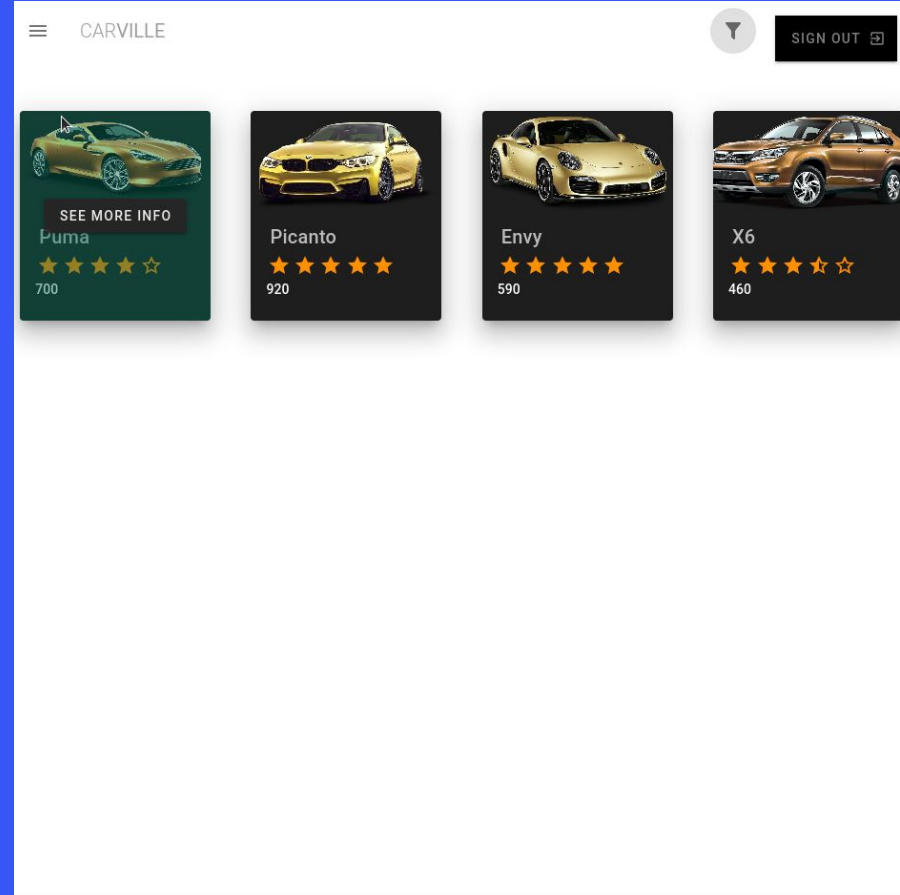 CARVILLE
SIGN OUT
SEE MORE INFO
Puma
700
Picanto
920
Envy
590
X6
460